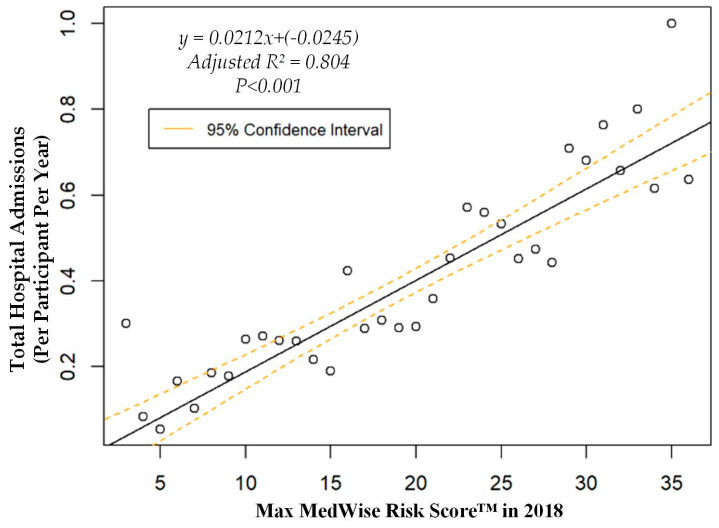 y = 0.0212x+(-0.0245)
Adjusted R² = 0.804
P<0.001
95% Confidence Interval
Total Hospital Admissions
(Per Participant Per Year)
1.0
0.8
0.6
0.4
0.2
5 10 15 20 25 30 35
Max MedWise Risk Score™ in 2018